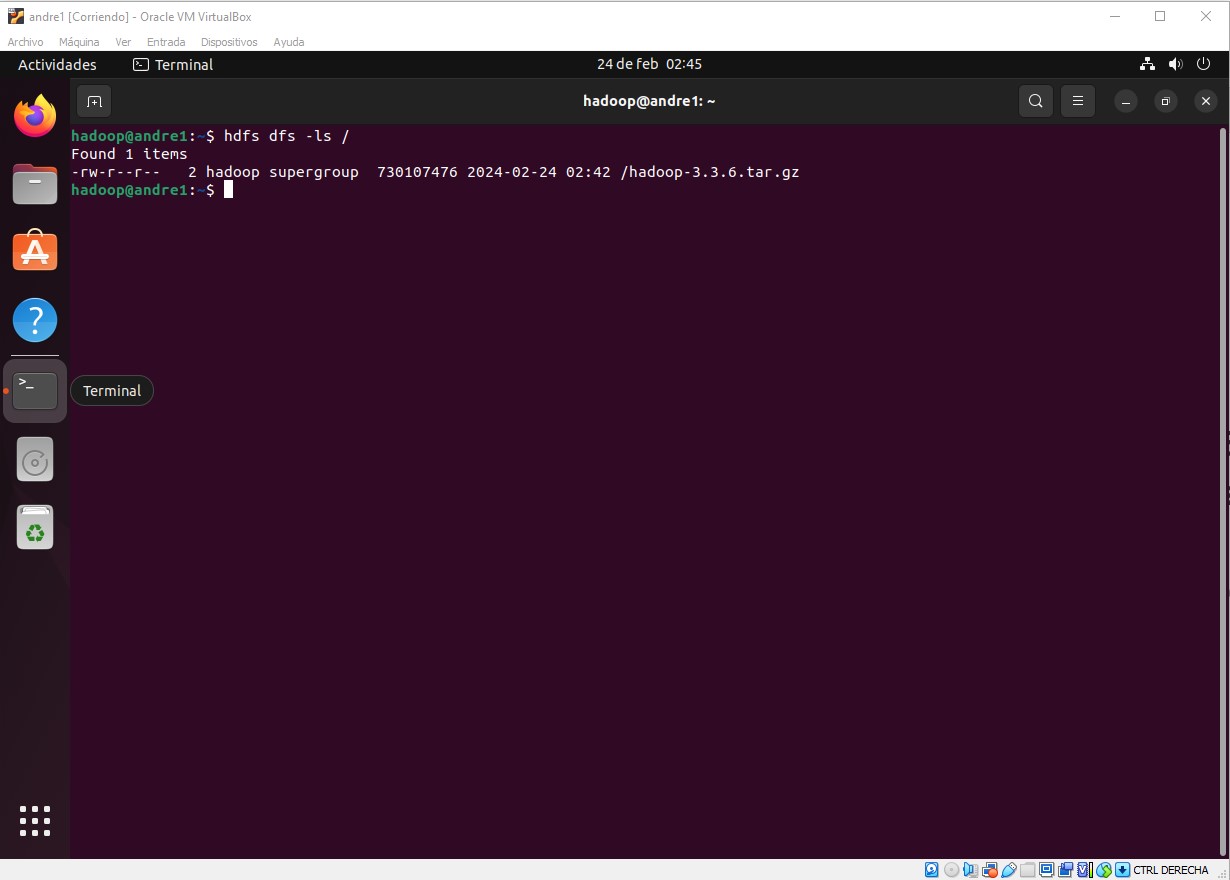 andre1 [Corriendo] - Oracle VM VirtualBox
Archivo Máquina Ver Entrada Dispositivos Ayuda
Actividades Terminal 24 de feb 02:45
hadoop@andre1: ~
hadoop@andre1:~$ hdfs dfs -ls /
Found 1 items
-rw-r--r--   2 hadoop supergroup  730107476 2024-02-24 02:42 /hadoop-3.3.6.tar.gz
hadoop@andre1:~$
Terminal
CTRL DERECHA